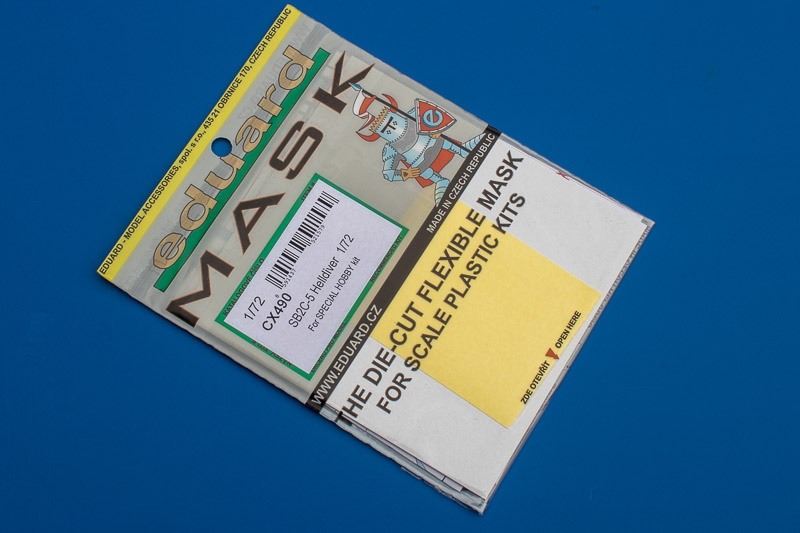 EDUARD - MODEL ACCESSORIES, spol. s r.o., 435 21 OBRNICE 170, CZECH REPUBLIC
eduard
MASK
e
1/72
CX490
SB2C-5 Helldiver 1/72
For SPECIAL HOBBY kit
WWW.EDUARD.CZ
MADE IN CZECH REPUBLIC
THE DIE-CUT FLEXIBLE MASK
FOR SCALE PLASTIC KITS
ZDE OTEVŘÍT OPEN HERE